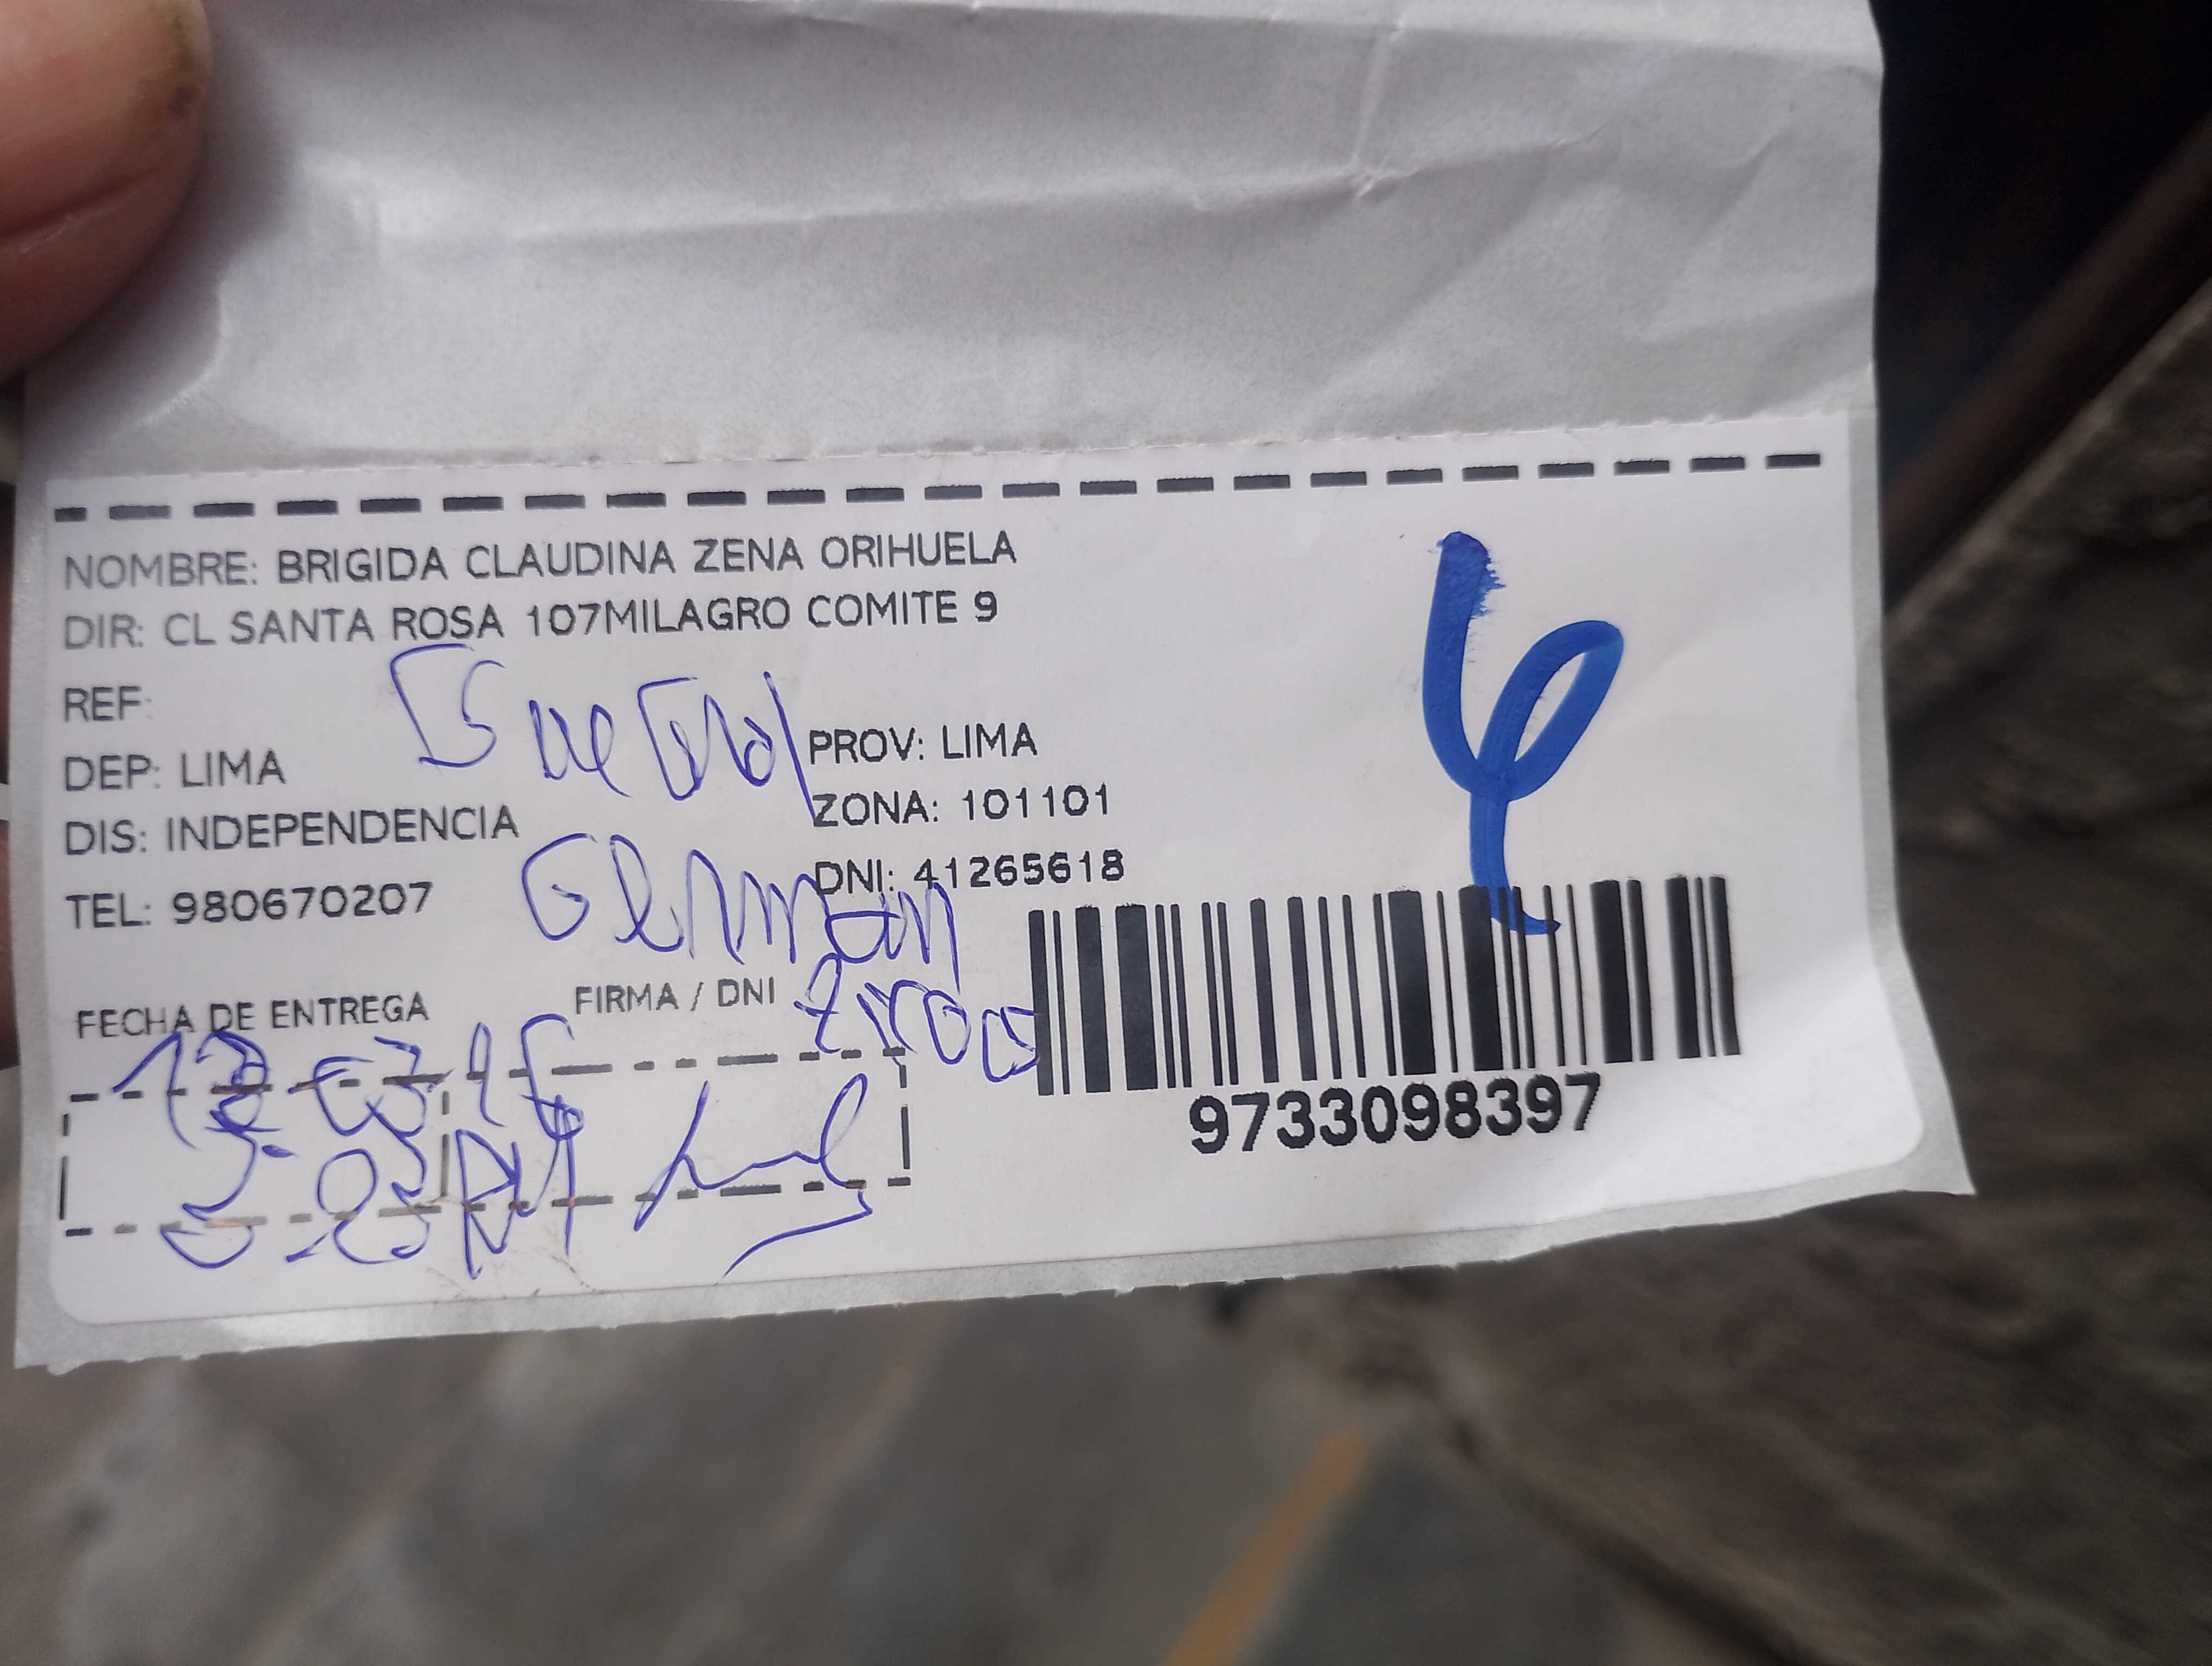 NOMBRE: BRIGIDA CLAUDINA ZENA ORIHUELA
DIR: CL SANTA ROSA 107MILAGRO COMITE 9
REF:
DEP: LIMA PROV: LIMA
DIS: INDEPENDENCIA ZONA: 101101
TEL: 980670207 DNI: 41265618
German
FECHA DE ENTREGA FIRMA / DNI
9733098397